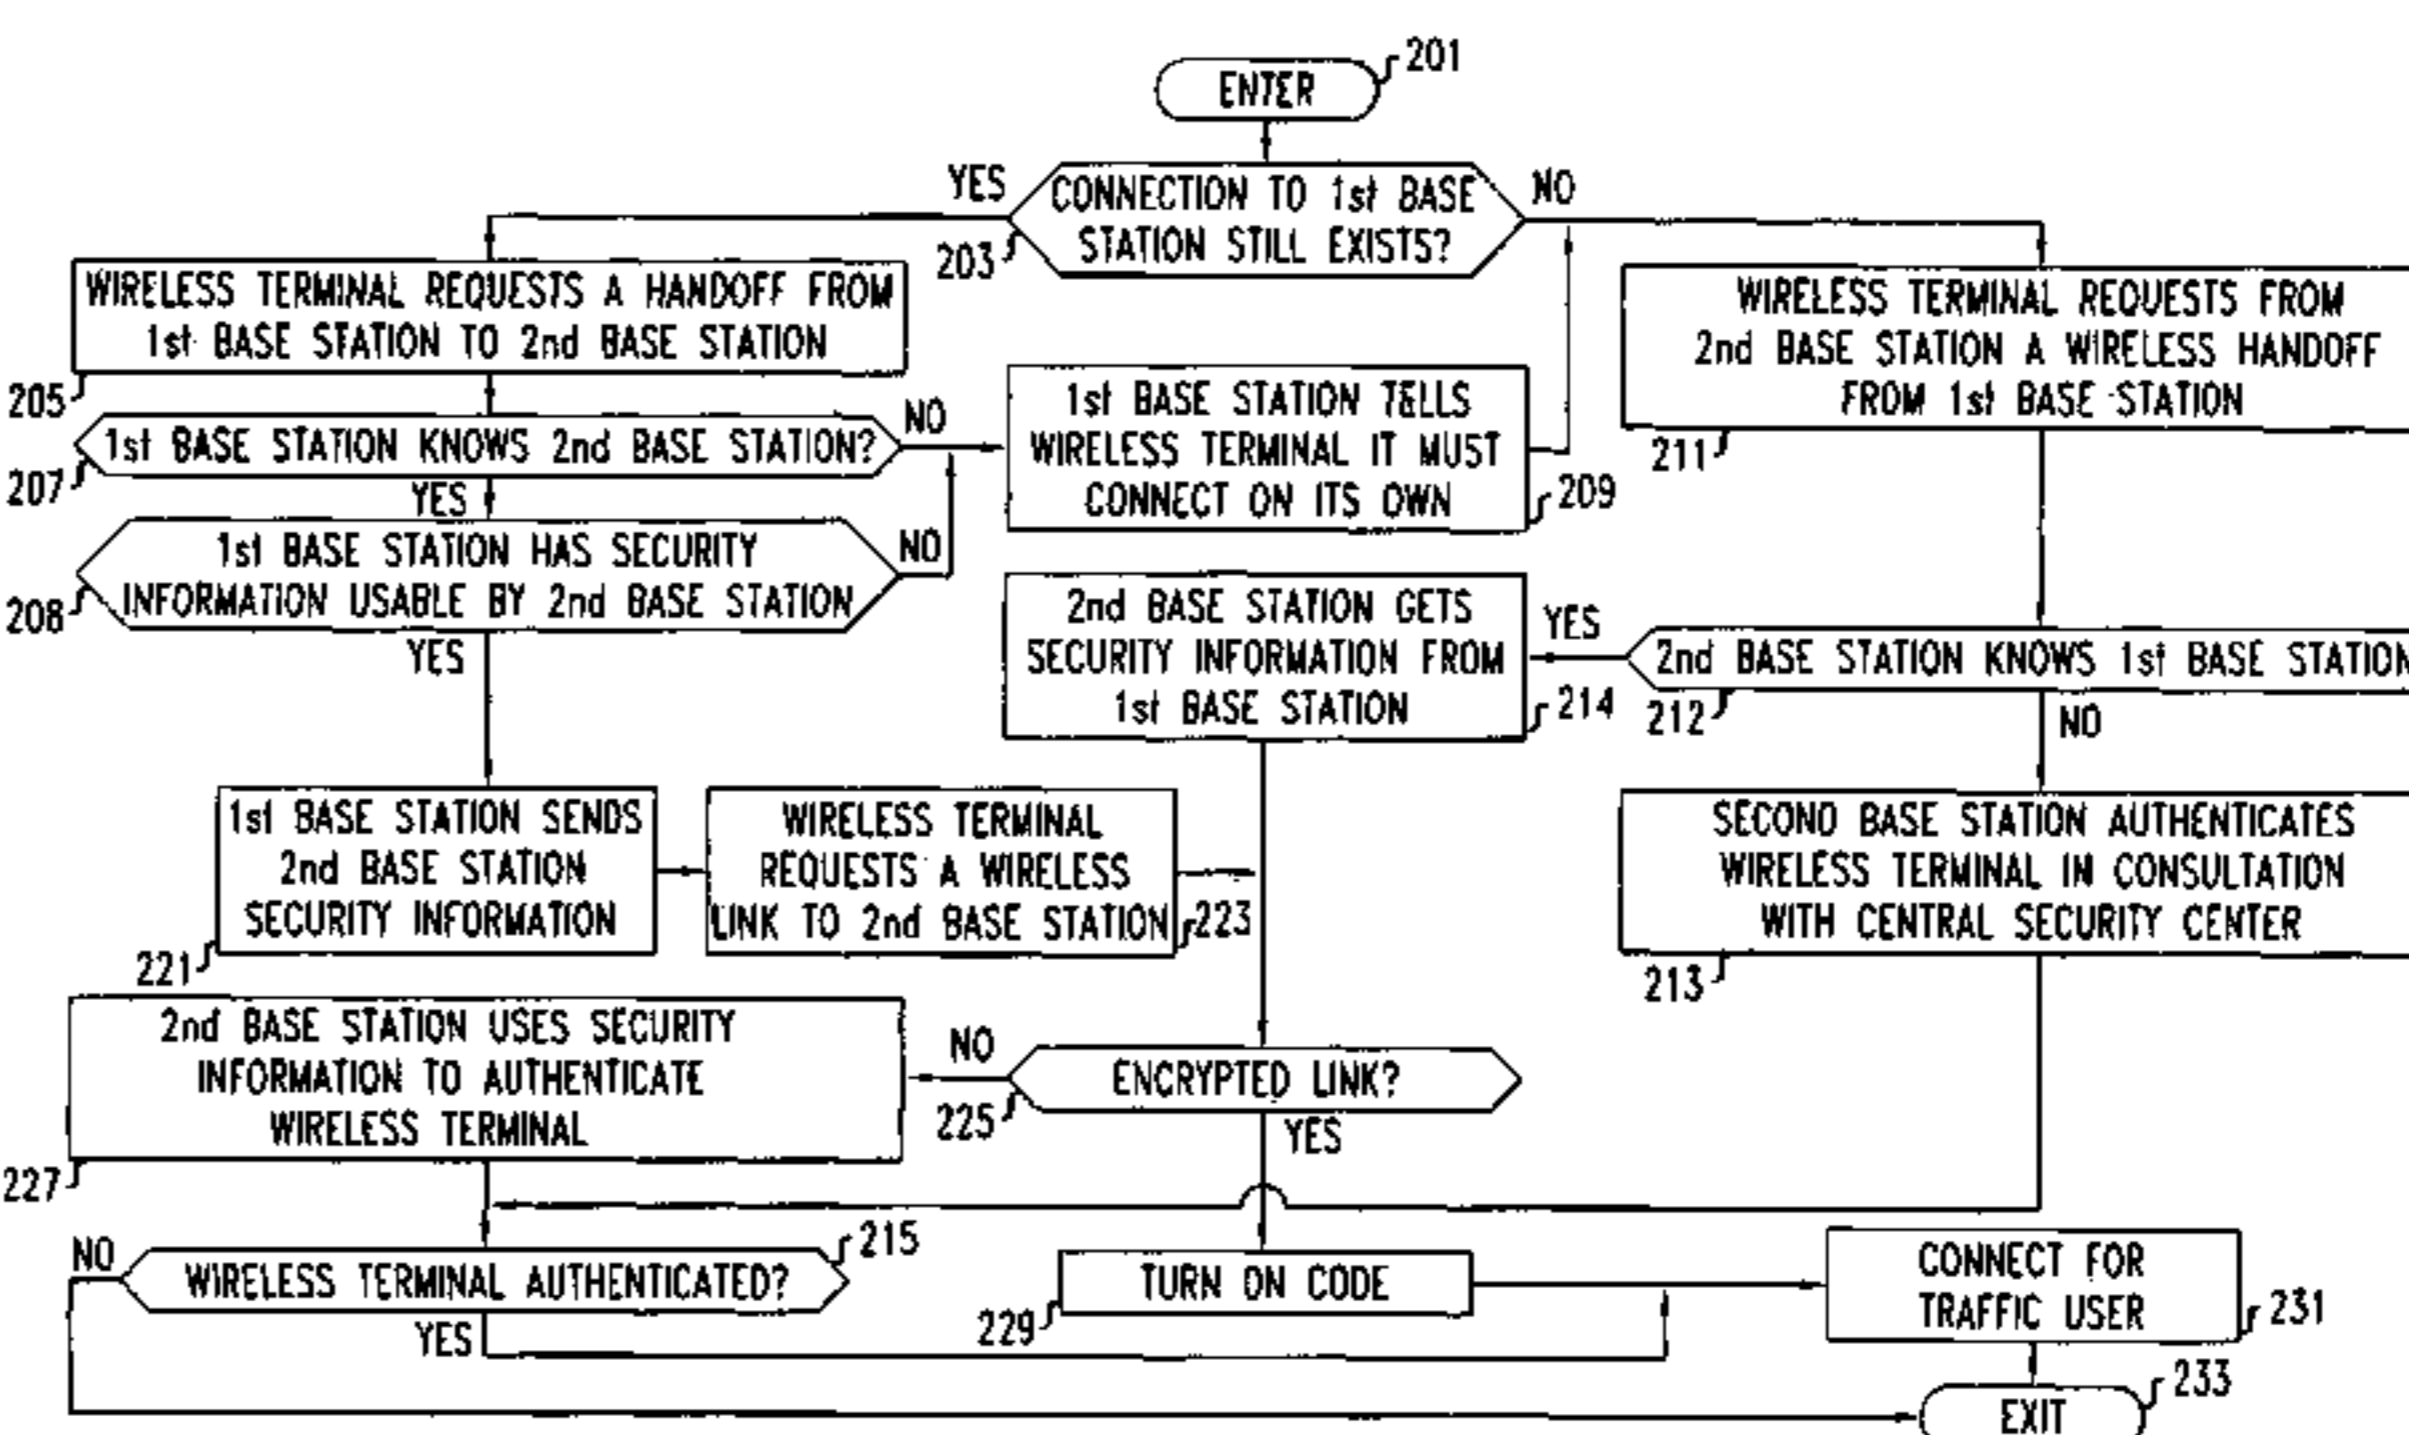 ENTER
201
YES
CONNECTION TO 1st BASE
STATION STILL EXISTS?
NO
203
WIRELESS TERMINAL REQUESTS A HANDOFF FROM
1st BASE STATION TO 2nd BASE STATION
205
WIRELESS TERMINAL REQUESTS FROM
2nd BASE STATION A WIRELESS HANDOFF
FROM 1st BASE STATION
211
1st BASE STATION KNOWS 2nd BASE STATION?
NO
207
YES
1st BASE STATION TELLS
WIRELESS TERMINAL IT MUST
CONNECT ON ITS OWN
209
1st BASE STATION HAS SECURITY
INFORMATION USABLE BY 2nd BASE STATION
NO
208
YES
2nd BASE STATION GETS
SECURITY INFORMATION FROM
1st BASE STATION
214
YES
2nd BASE STATION KNOWS 1st BASE STATION
212
NO
1st BASE STATION SENDS
2nd BASE STATION
SECURITY INFORMATION
221
WIRELESS TERMINAL
REQUESTS A WIRELESS
LINK TO 2nd BASE STATION
223
SECOND BASE STATION AUTHENTICATES
WIRELESS TERMINAL IN CONSULTATION
WITH CENTRAL SECURITY CENTER
213
2nd BASE STATION USES SECURITY
INFORMATION TO AUTHENTICATE
WIRELESS TERMINAL
227
NO
ENCRYPTED LINK?
225
YES
NO
WIRELESS TERMINAL AUTHENTICATED?
215
YES
TURN ON CODE
229
CONNECT FOR
TRAFFIC USER
231
EXIT
233